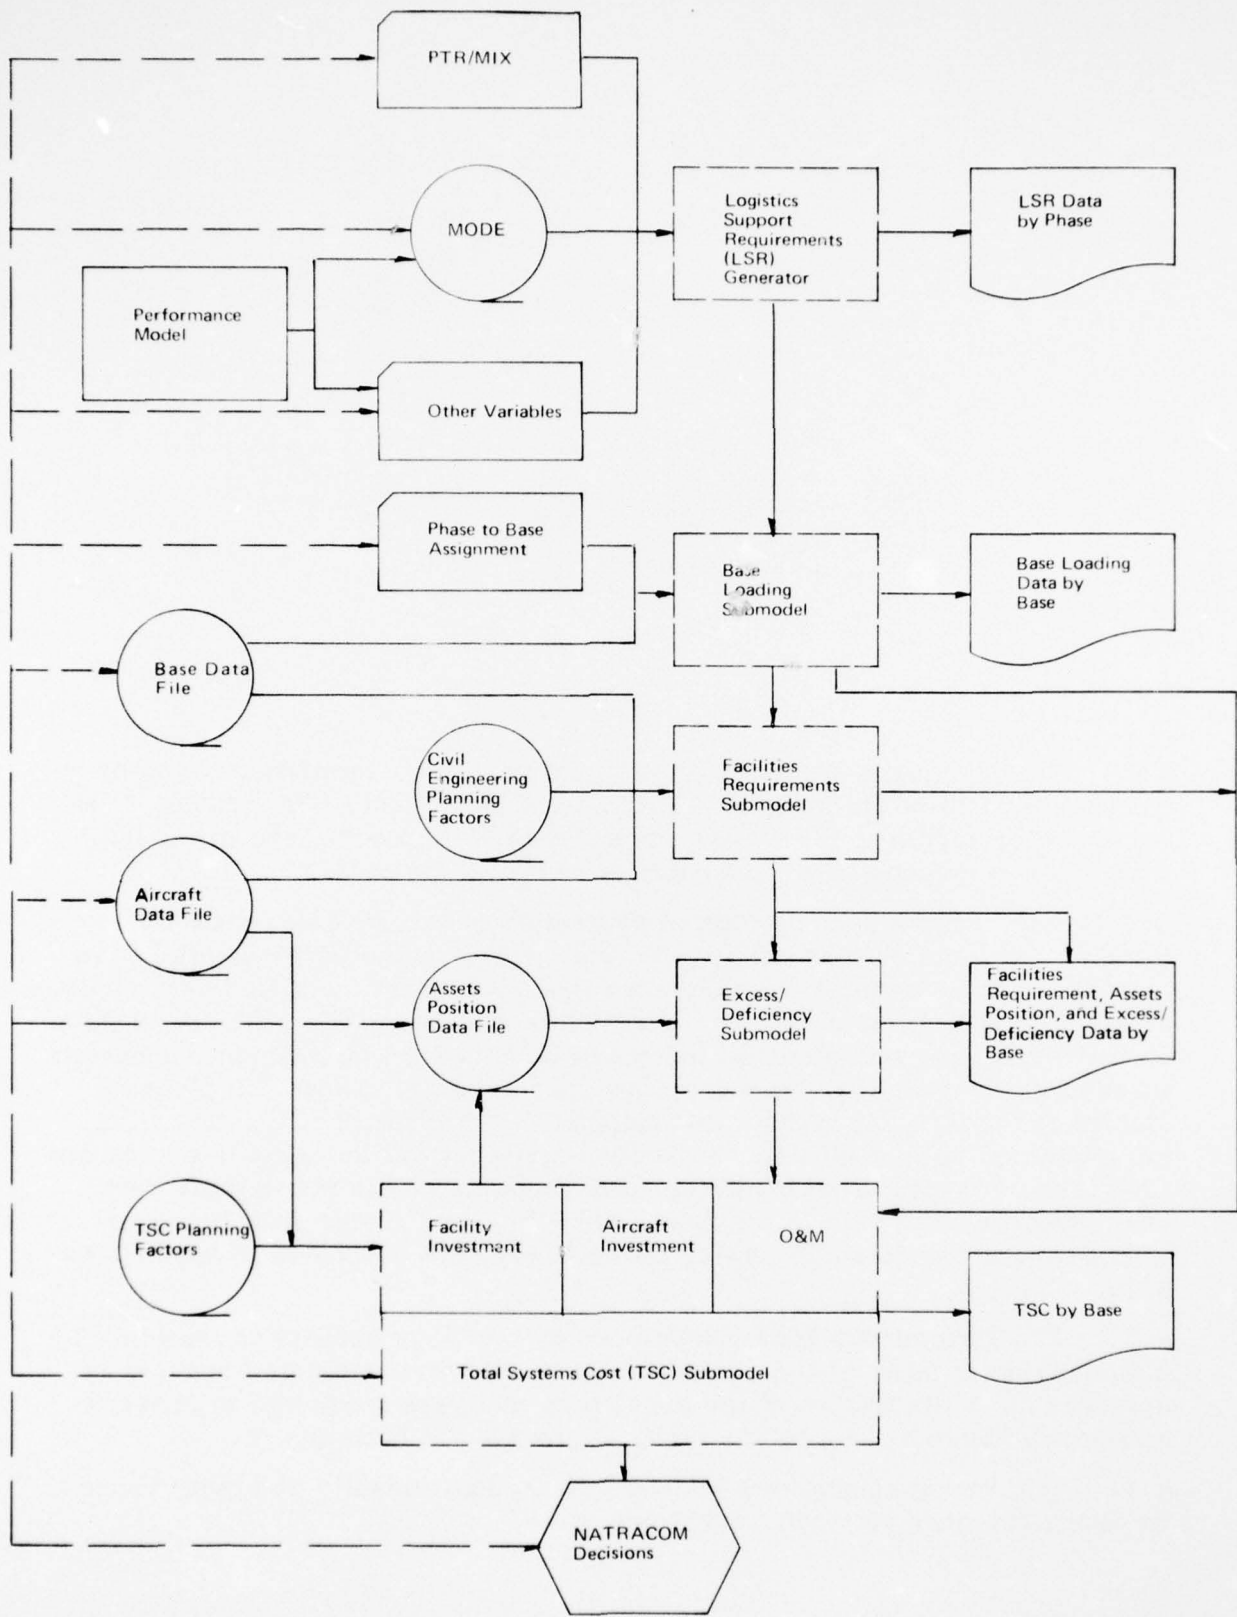 PTR/MIX
MODE
Logistics
Support
Requirements
(LSR)
Generator
LSR Data
by Phase
Performance
Model
Other Variables
Phase to Base
Assignment
Base
Loading
Submodel
Base Loading
Data by
Base
Base Data
File
Civil
Engineering
Planning
Factors
Facilities
Requirements
Submodel
Aircraft
Data File
Assets
Position
Data File
Excess/
Deficiency
Submodel
Facilities
Requirement, Assets
Position, and Excess/
Deficiency Data by
Base
TSC Planning
Factors
Facility
Investment
Aircraft
Investment
O&M
TSC by Base
Total Systems Cost (TSC) Submodel
NATRACOM
Decisions